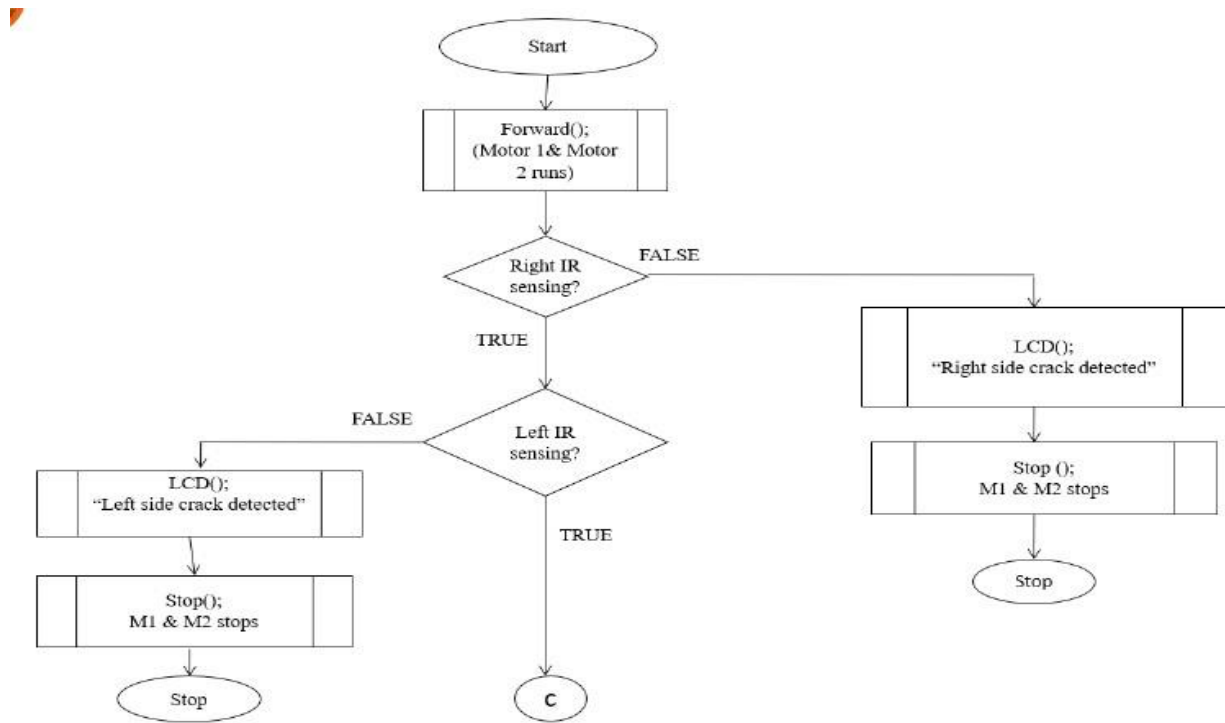 Start
Forward();
(Motor 1& Motor
2 runs)
Right IR
sensing?
FALSE
TRUE
LCD();
“Right side crack detected”
Stop ();
M1 & M2 stops
Stop
Left IR
sensing?
FALSE
LCD();
“Left side crack detected”
Stop();
M1 & M2 stops
Stop
TRUE
C